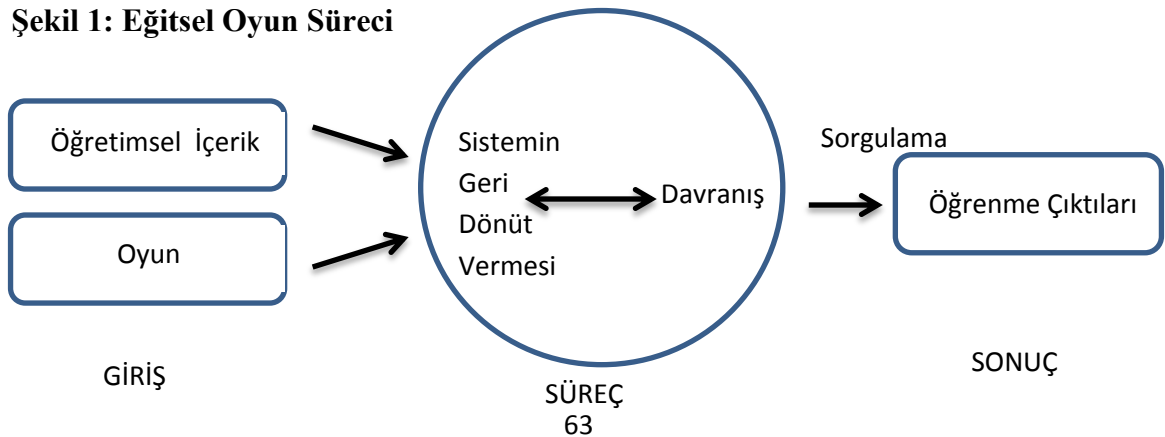 Şekil 1: Eğitsel Oyun Süreci
Öğretimsel İçerik
Oyun
GİRİŞ
Sistemin
Geri
Dönüt
Vermesi
Davranış
SÜREÇ
63
Sorgulama
Öğrenme Çıktıları
SONUÇ